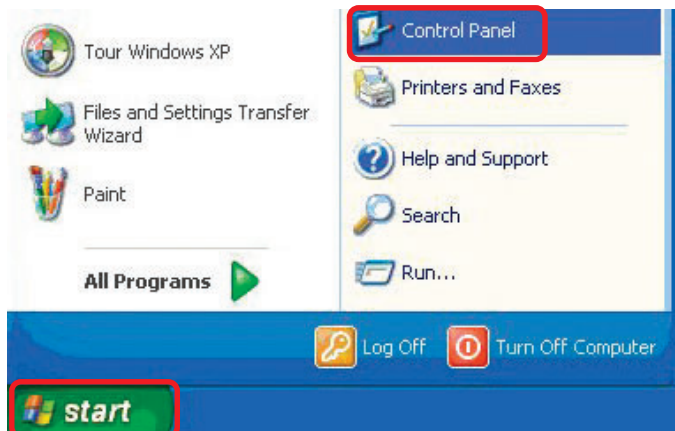 Tour Windows XP
Files and Settings Transfer
Wizard
Paint
All Programs
Control Panel
Printers and Faxes
Help and Support
Search
Run...
Log Off
Turn Off Computer
start